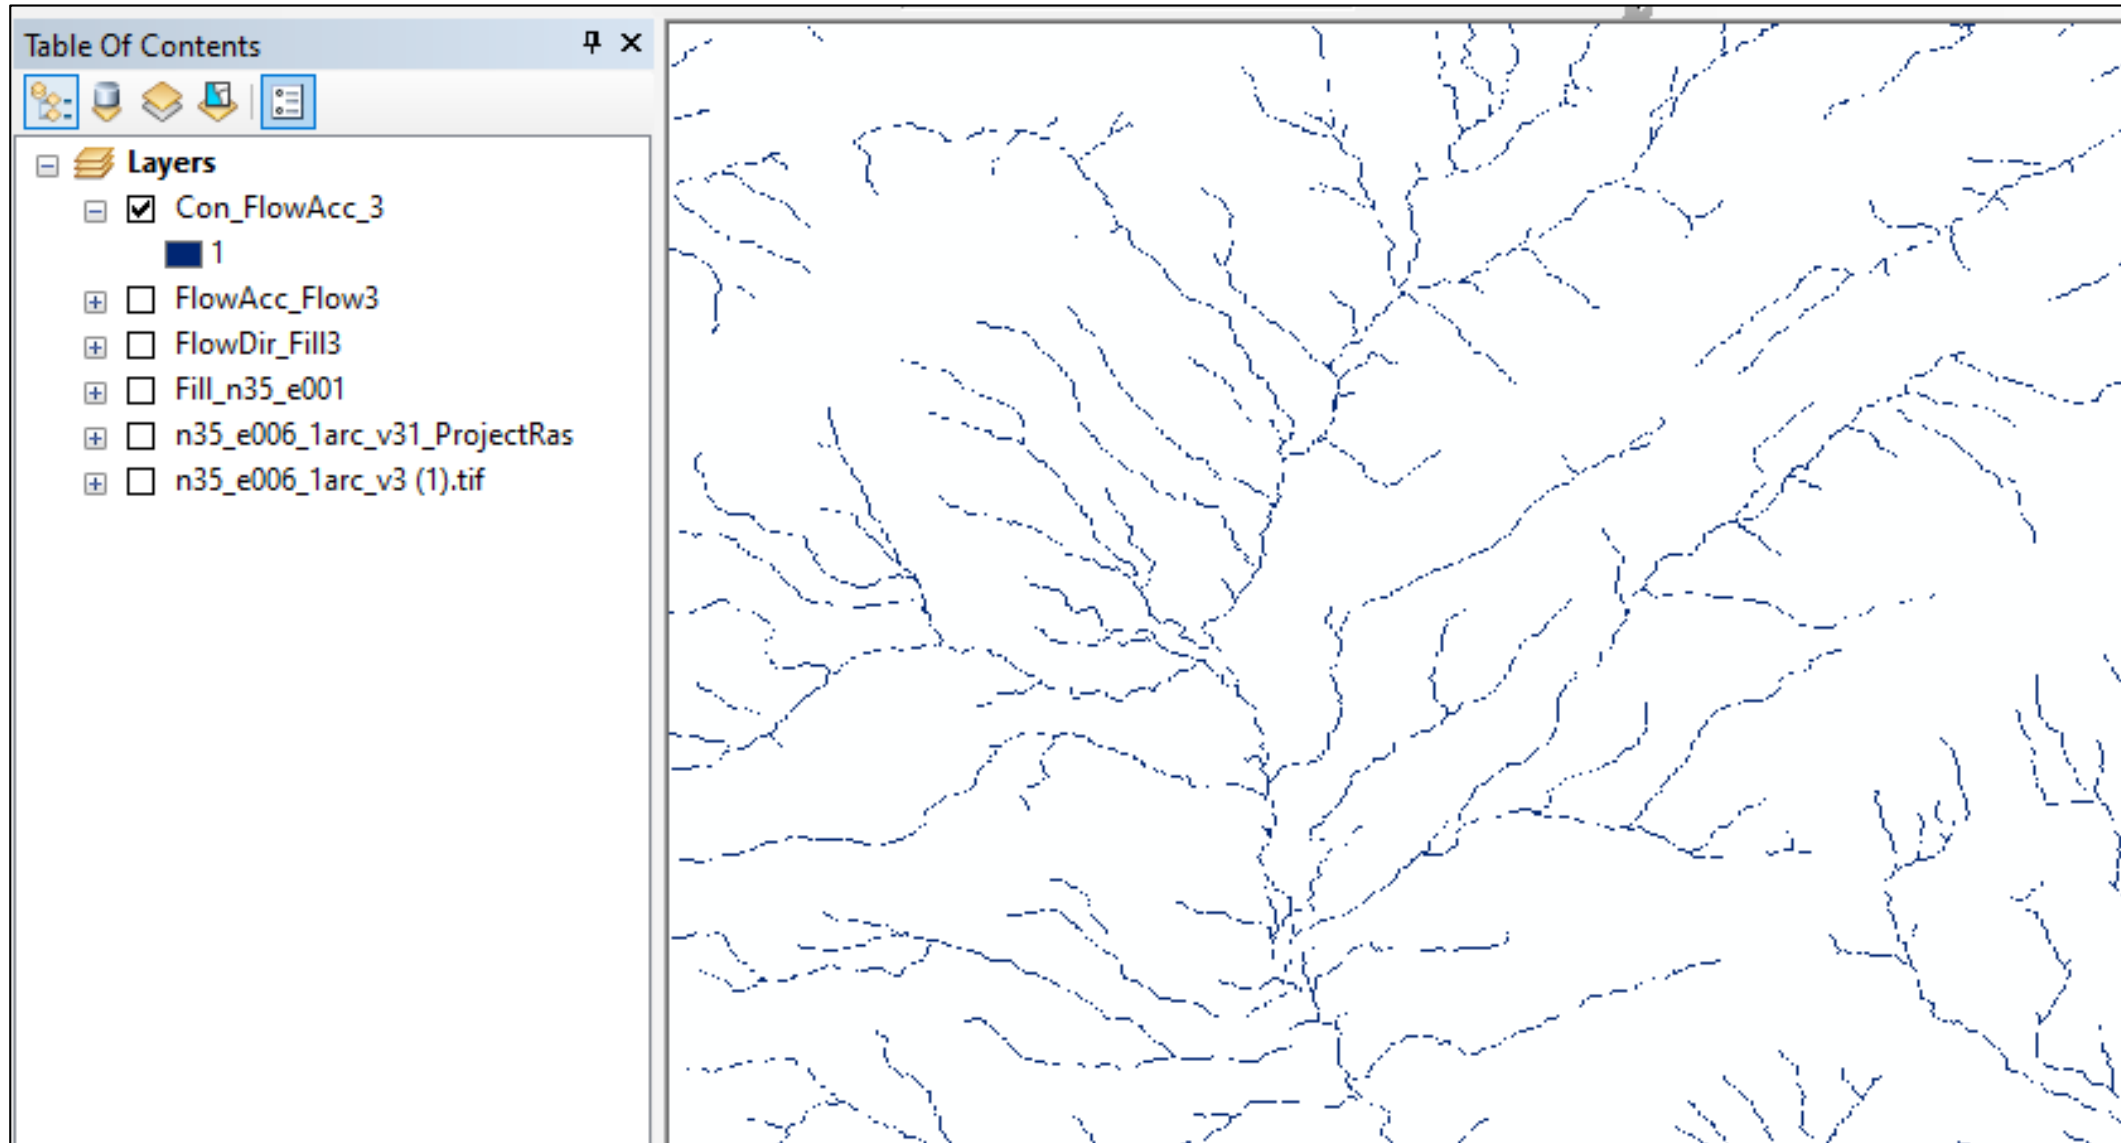 Table Of Contents
Layers
Con_FlowAcc_3
1
FlowAcc_Flow3
FlowDir_Fill3
Fill_n35_e001
n35_e006_1arc_v31_ProjectRas
n35_e006_1arc_v3 (1).tif